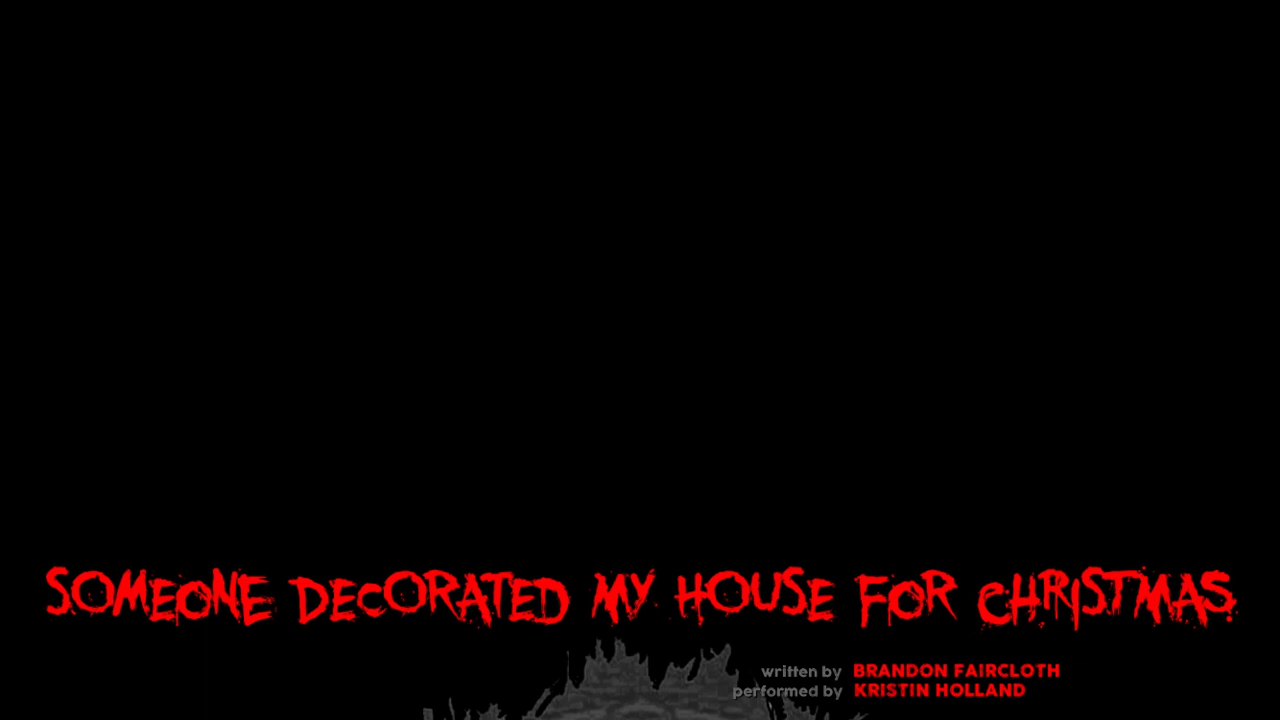 SOMEONE DECORATED MY HOUSE FOR CHRISTMAS
written by BRANDON FAIRCLOTH
performed by KRISTIN HOLLAND